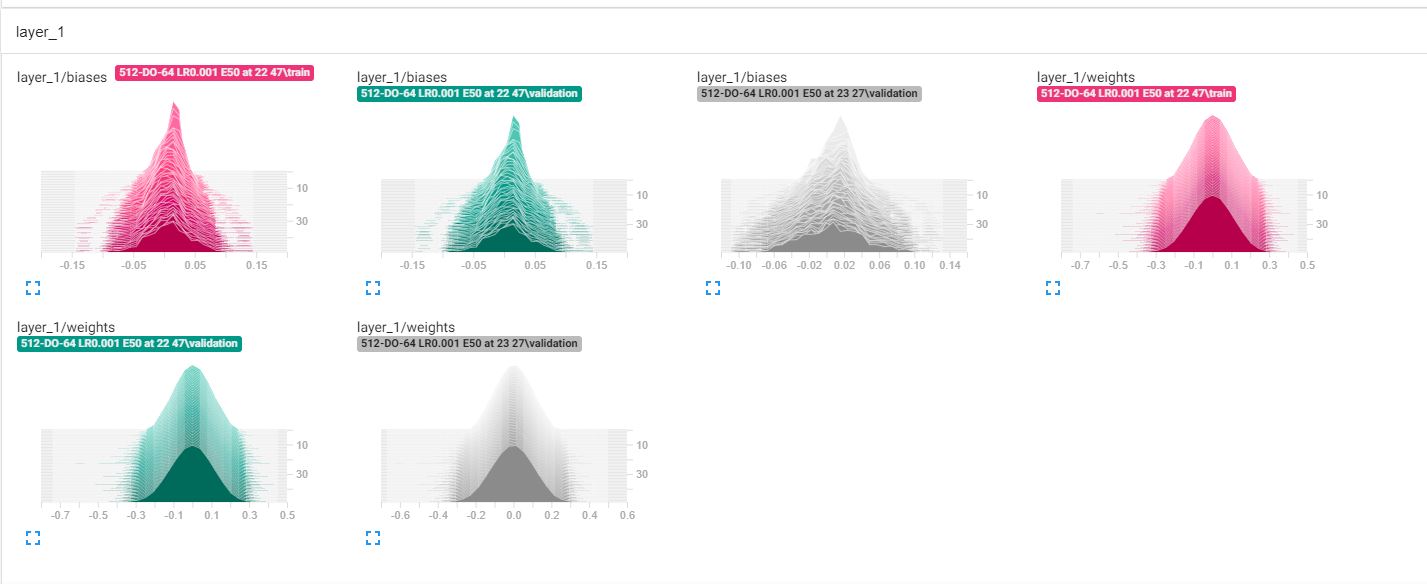 layer_1
layer_1/biases 512-DO-64 LR0.001 E50 at 22 47\train
10
30
-0.15 -0.05 0.05 0.15
layer_1/biases
512-DO-64 LR0.001 E50 at 22 47\validation
10
30
-0.15 -0.05 0.05 0.15
layer_1/biases
512-DO-64 LR0.001 E50 at 23 27\validation
10
30
-0.10 -0.06 -0.02 0.02 0.06 0.10 0.14
layer_1/weights
512-DO-64 LR0.001 E50 at 22 47\train
10
30
-0.7 -0.5 -0.3 -0.1 0.1 0.3 0.5
layer_1/weights
512-DO-64 LR0.001 E50 at 22 47\validation
10
30
-0.7 -0.5 -0.3 -0.1 0.1 0.3 0.5
layer_1/weights
512-DO-64 LR0.001 E50 at 23 27\validation
10
30
-0.6 -0.4 -0.2 0.0 0.2 0.4 0.6